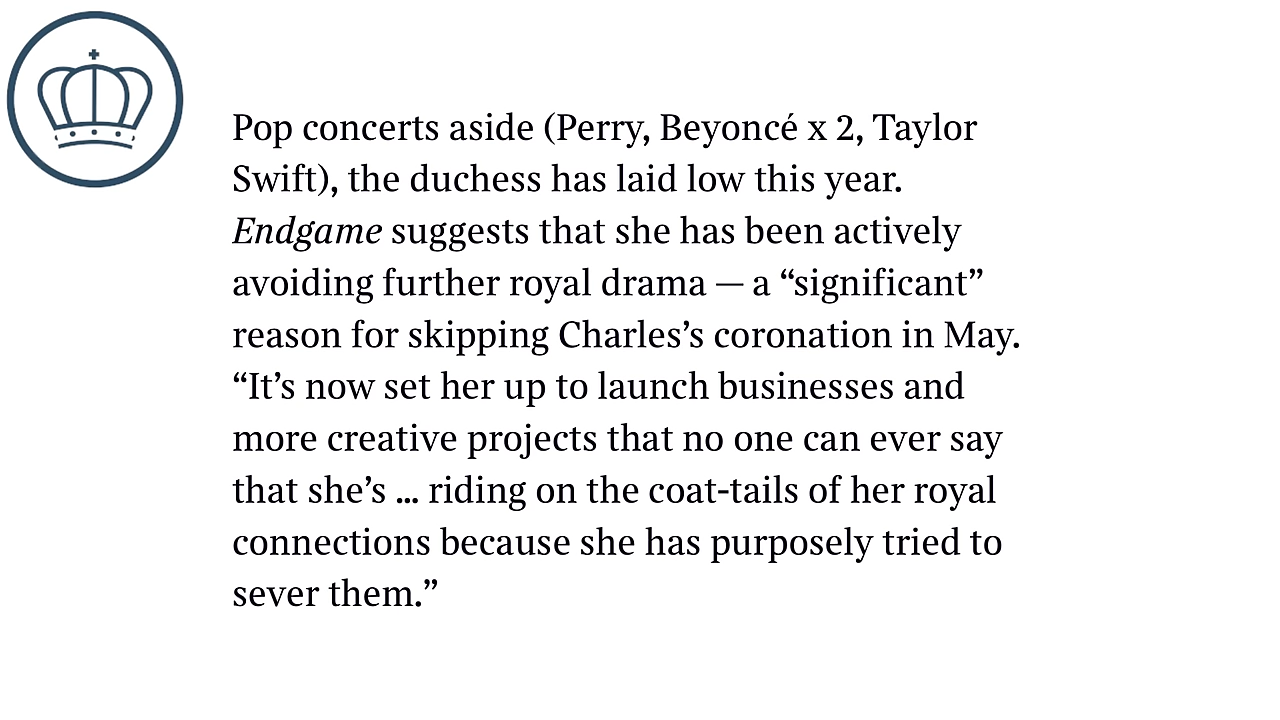 Pop concerts aside (Perry, Beyoncé x 2, Taylor
Swift), the duchess has laid low this year.
Endgame suggests that she has been actively
avoiding further royal drama — a “significant”
reason for skipping Charles’s coronation in May.
“It’s now set her up to launch businesses and
more creative projects that no one can ever say
that she’s ... riding on the coat-tails of her royal
connections because she has purposely tried to
sever them.”